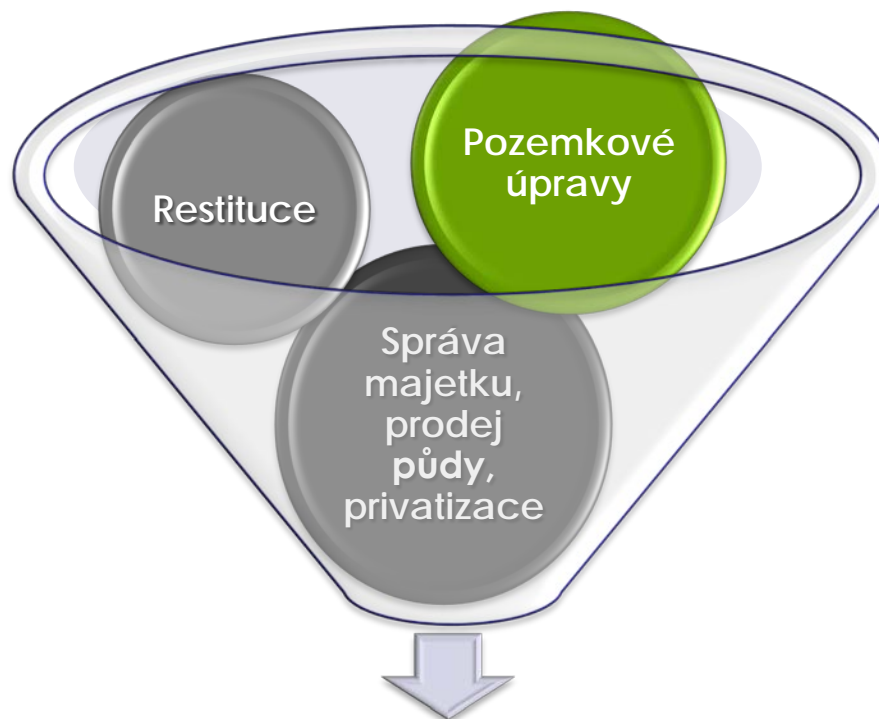 Pozemkové
úpravy
Restituce
Správa
majetku,
prodej
půdy,
privatizace